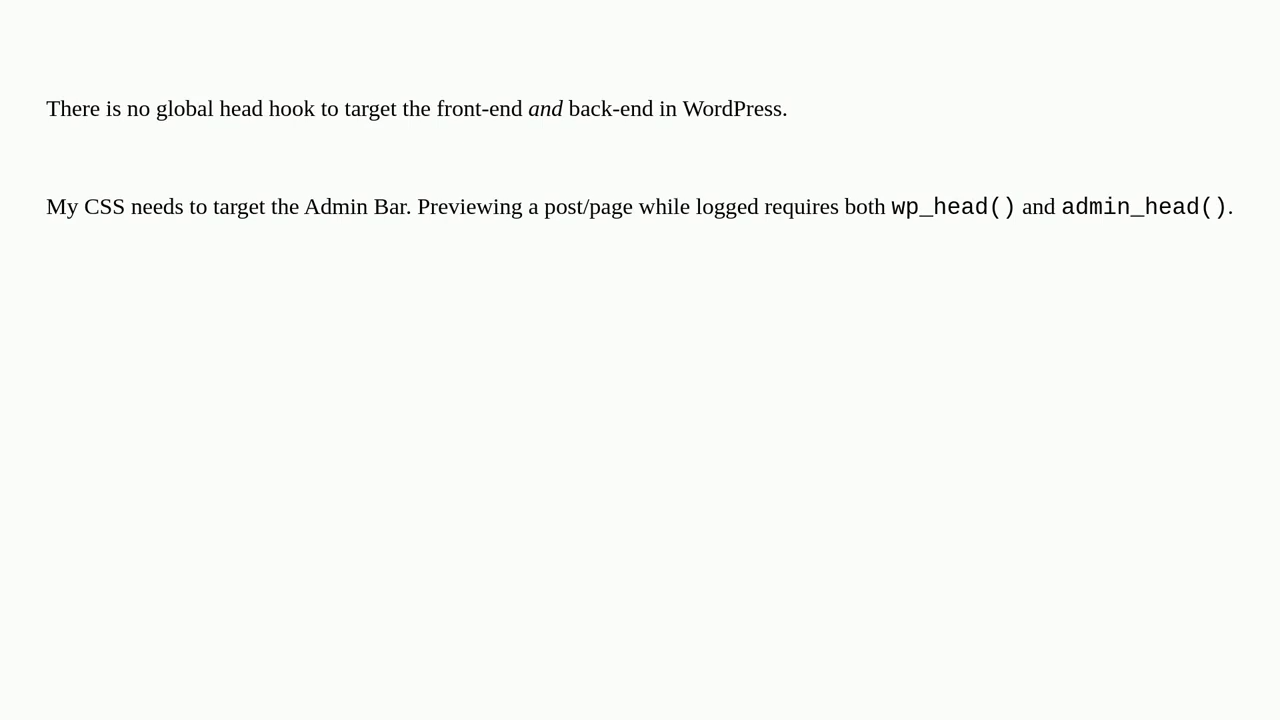 There is no global head hook to target the front-end and back-end in WordPress.
My CSS needs to target the Admin Bar. Previewing a post/page while logged requires both wp_head() and admin_head().